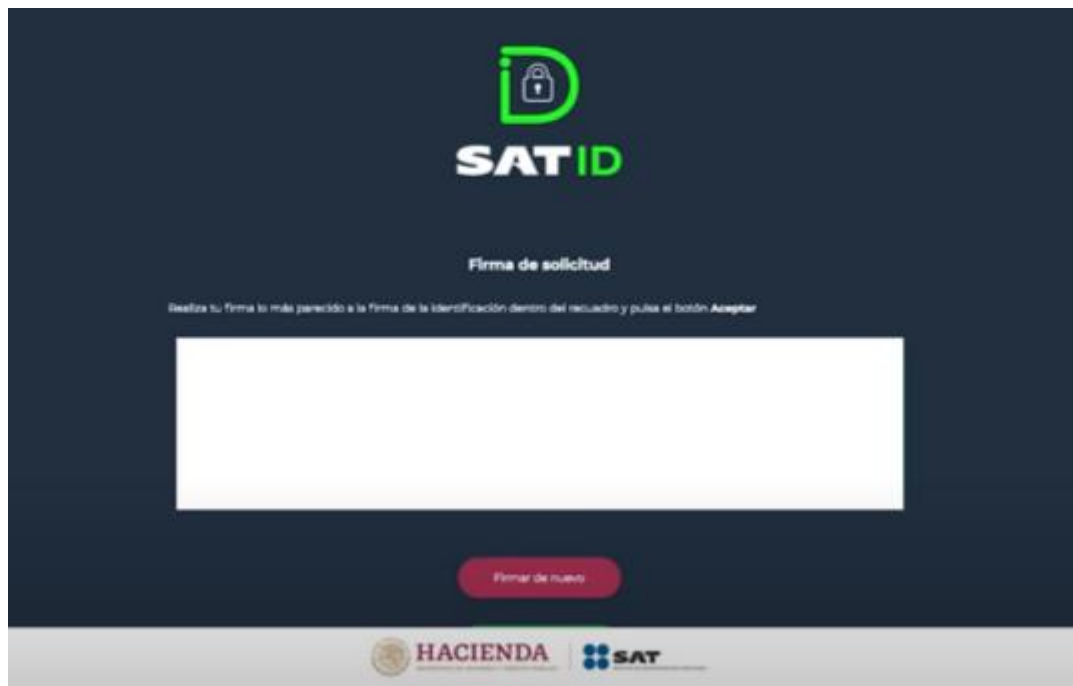 SAT ID
Firma de solicitud
Realiza tu firma lo más parecido a la firma de la identificación dentro del recuadro y pulsa el botón Aceptar
Firmar de nuevo
HACIENDA SAT